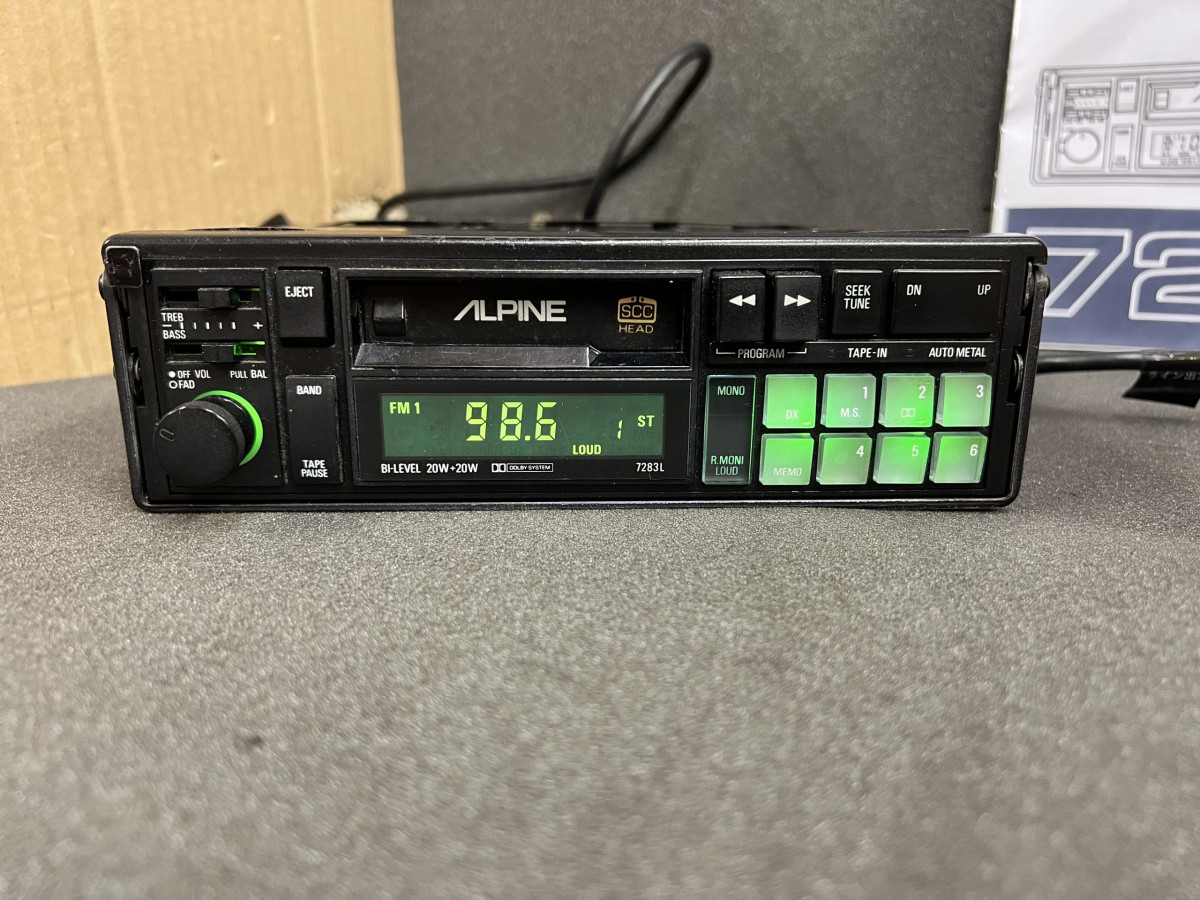 EJECT
ALPINE
SCC
HEAD
SEEK
TUNE
DN UP
TREB
– +
BASS
OFF VOL PULL BAL
FAD
PROGRAM
TAPE-IN
AUTO METAL
BAND
TAPE
PAUSE
FM 1 98.6 1 ST
LOUD
BI-LEVEL 20W+20W DOLBY SYSTEM 7283L
MONO
R.MONI
LOUD
DX
1
M.S.
2
3
MEMO
4
5
6
72